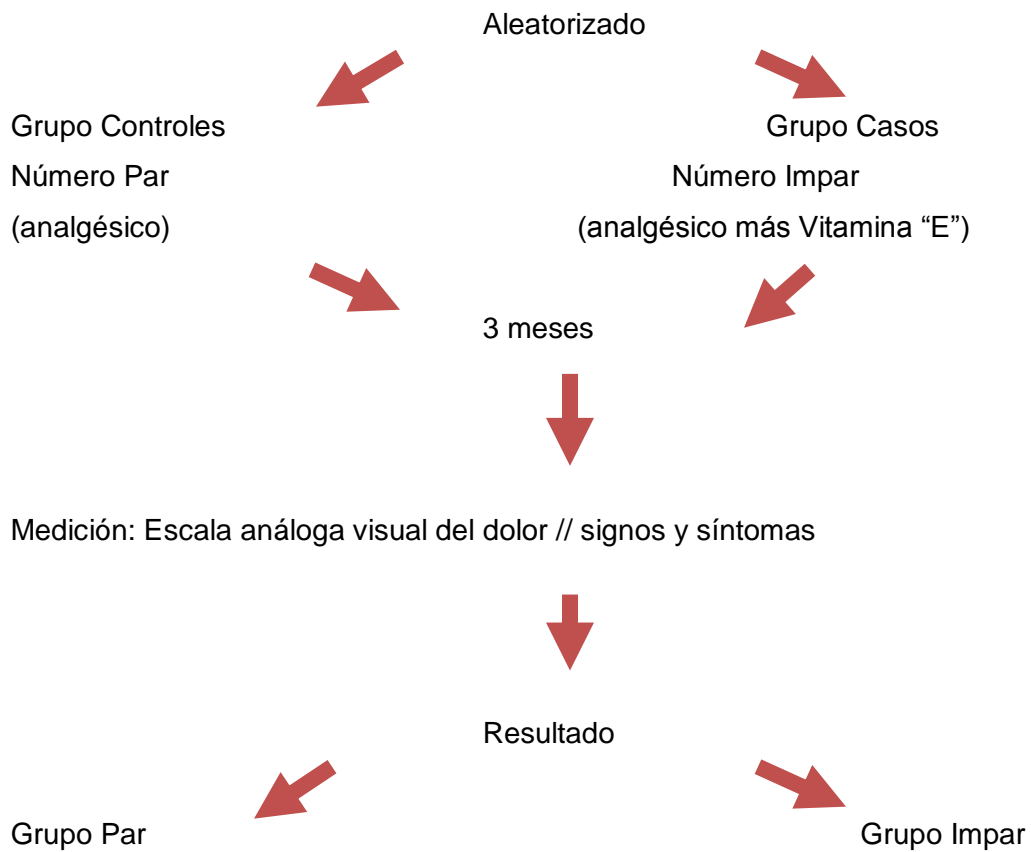 Aleatorizado
Grupo Controles Grupo Casos
Número Par Número Impar
(analgésico) (analgésico más Vitamina “E”)
3 meses
Medición: Escala análoga visual del dolor // signos y síntomas
Resultado
Grupo Par Grupo Impar